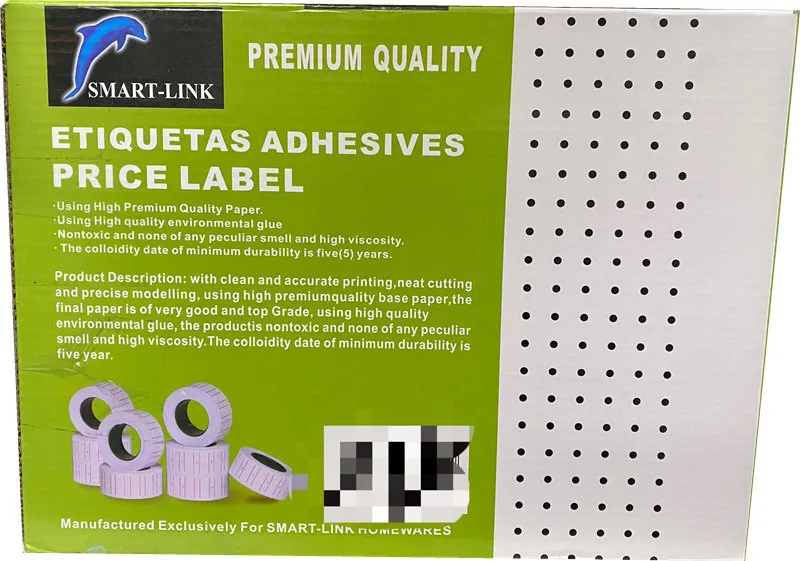 SMART-LINK
PREMIUM QUALITY
ETIQUETAS ADHESIVES
PRICE LABEL
·Using High Premium Quality Paper.
·Using High quality environmental glue
·Nontoxic and none of any peculiar smell and high viscosity.
· The colloidity date of minimum durability is five(5) years.
Product Description: with clean and accurate printing,neat cutting
and precise modelling, using high premiumquality base paper,the
final paper is of very good and top Grade, using high quality
environmental glue, the productis nontoxic and none of any peculiar
smell and high viscosity.The colloidity date of minimum durability is
five year.
Manufactured Exclusively For SMART-LINK HOMEWARES